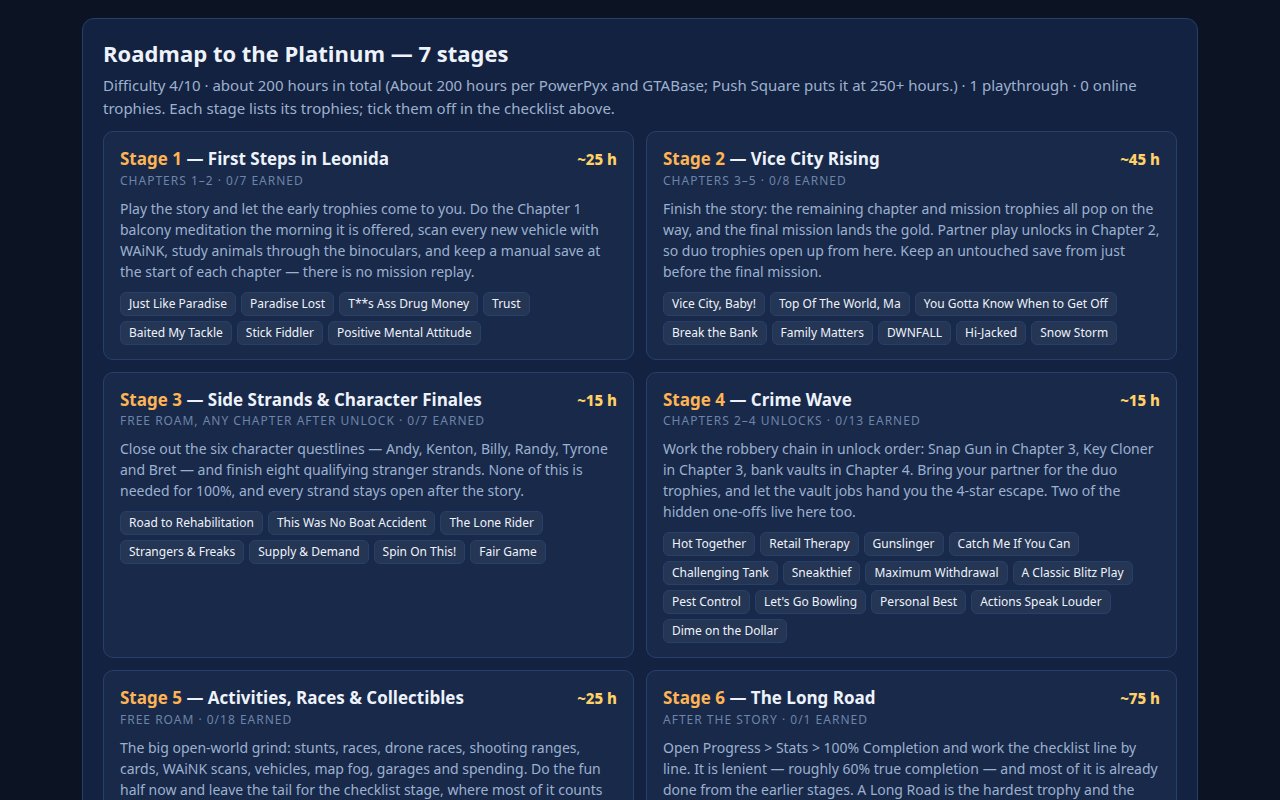 Roadmap to the Platinum — 7 stages
Difficulty 4/10 · about 200 hours in total (About 200 hours per PowerPyx and GTABase; Push Square puts it at 250+ hours.) · 1 playthrough · 0 online
trophies. Each stage lists its trophies; tick them off in the checklist above.
Stage 1 — First Steps in Leonida ~25 h
CHAPTERS 1–2 · 0/7 EARNED
Play the story and let the early trophies come to you. Do the Chapter 1
balcony meditation the morning it is offered, scan every new vehicle with
WAiNK, study animals through the binoculars, and keep a manual save at
the start of each chapter — there is no mission replay.
Just Like Paradise Paradise Lost T**s Ass Drug Money Trust
Baited My Tackle Stick Fiddler Positive Mental Attitude
Stage 2 — Vice City Rising ~45 h
CHAPTERS 3–5 · 0/8 EARNED
Finish the story: the remaining chapter and mission trophies all pop on the
way, and the final mission lands the gold. Partner play unlocks in Chapter 2,
so duo trophies open up from here. Keep an untouched save from just
before the final mission.
Vice City, Baby! Top Of The World, Ma You Gotta Know When to Get Off
Break the Bank Family Matters DWNFALL Hi-Jacked Snow Storm
Stage 3 — Side Strands & Character Finales ~15 h
FREE ROAM, ANY CHAPTER AFTER UNLOCK · 0/7 EARNED
Close out the six character questlines — Andy, Kenton, Billy, Randy, Tyrone
and Bret — and finish eight qualifying stranger strands. None of this is
needed for 100%, and every strand stays open after the story.
Road to Rehabilitation This Was No Boat Accident The Lone Rider
Strangers & Freaks Supply & Demand Spin On This! Fair Game
Stage 4 — Crime Wave ~15 h
CHAPTERS 2–4 UNLOCKS · 0/13 EARNED
Work the robbery chain in unlock order: Snap Gun in Chapter 3, Key Cloner
in Chapter 3, bank vaults in Chapter 4. Bring your partner for the duo
trophies, and let the vault jobs hand you the 4-star escape. Two of the
hidden one-offs live here too.
Hot Together Retail Therapy Gunslinger Catch Me If You Can
Challenging Tank Sneakthief Maximum Withdrawal A Classic Blitz Play
Pest Control Let's Go Bowling Personal Best Actions Speak Louder
Dime on the Dollar
Stage 5 — Activities, Races & Collectibles ~25 h
FREE ROAM · 0/18 EARNED
The big open-world grind: stunts, races, drone races, shooting ranges,
cards, WAiNK scans, vehicles, map fog, garages and spending. Do the fun
half now and leave the tail for the checklist stage, where most of it counts
Stage 6 — The Long Road ~75 h
AFTER THE STORY · 0/1 EARNED
Open Progress > Stats > 100% Completion and work the checklist line by
line. It is lenient — roughly 60% true completion — and most of it is already
done from the earlier stages. A Long Road is the hardest trophy and the